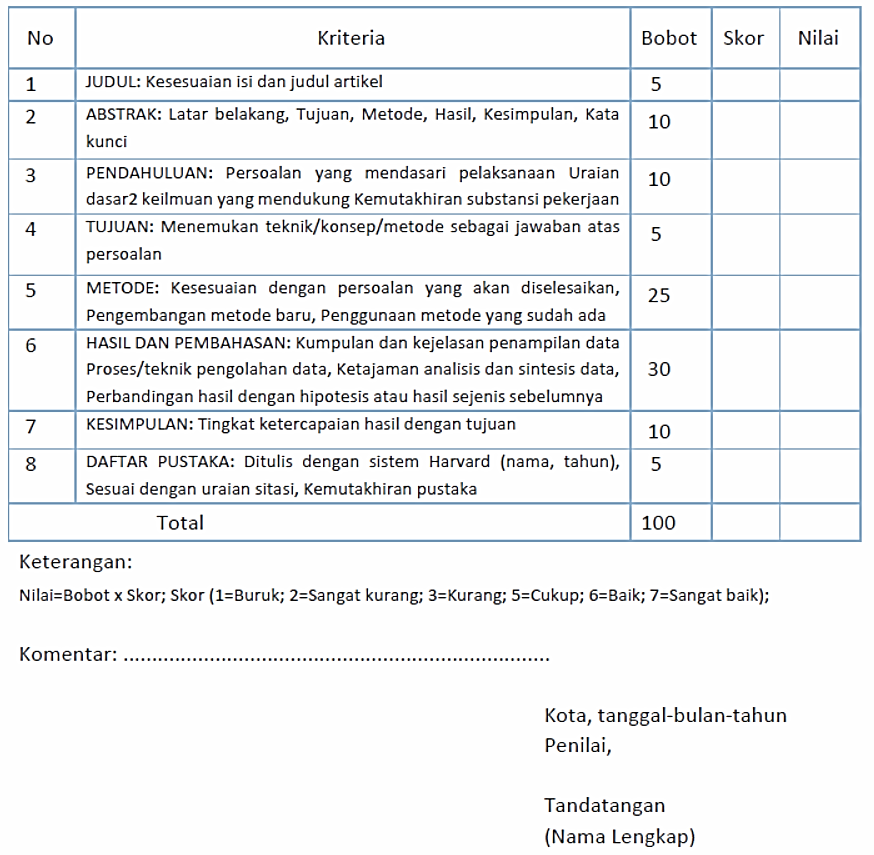 No Kriteria Bobot Skor Nilai
1 JUDUL: Kesesuaian isi dan judul artikel 5
2 ABSTRAK: Latar belakang, Tujuan, Metode, Hasil, Kesimpulan, Kata 10
kunci
3 PENDAHULUAN: Persoalan yang mendasari pelaksanaan Uraian 10
dasar2 keilmuan yang mendukung Kemutakhiran substansi pekerjaan
4 TUJUAN: Menemukan teknik/konsep/metode sebagai jawaban atas 5
persoalan
5 METODE: Kesesuaian dengan persoalan yang akan diselesaikan, 25
Pengembangan metode baru, Penggunaan metode yang sudah ada
6 HASIL DAN PEMBAHASAN: Kumpulan dan kejelasan penampilan data
Proses/teknik pengolahan data, Ketajaman analisis dan sintesis data, 30
Perbandingan hasil dengan hipotesis atau hasil sejenis sebelumnya
7 KESIMPULAN: Tingkat ketercapaian hasil dengan tujuan 10
8 DAFTAR PUSTAKA: Ditulis dengan sistem Harvard (nama, tahun), 5
Sesuai dengan uraian sitasi, Kemutakhiran pustaka
Total 100
Keterangan:
Nilai=Bobot x Skor; Skor (1=Buruk; 2=Sangat kurang; 3=Kurang; 5=Cukup; 6=Baik; 7=Sangat baik);
Komentar: ..........................................................................
Kota, tanggal-bulan-tahun
Penilai,
Tandatangan
(Nama Lengkap)